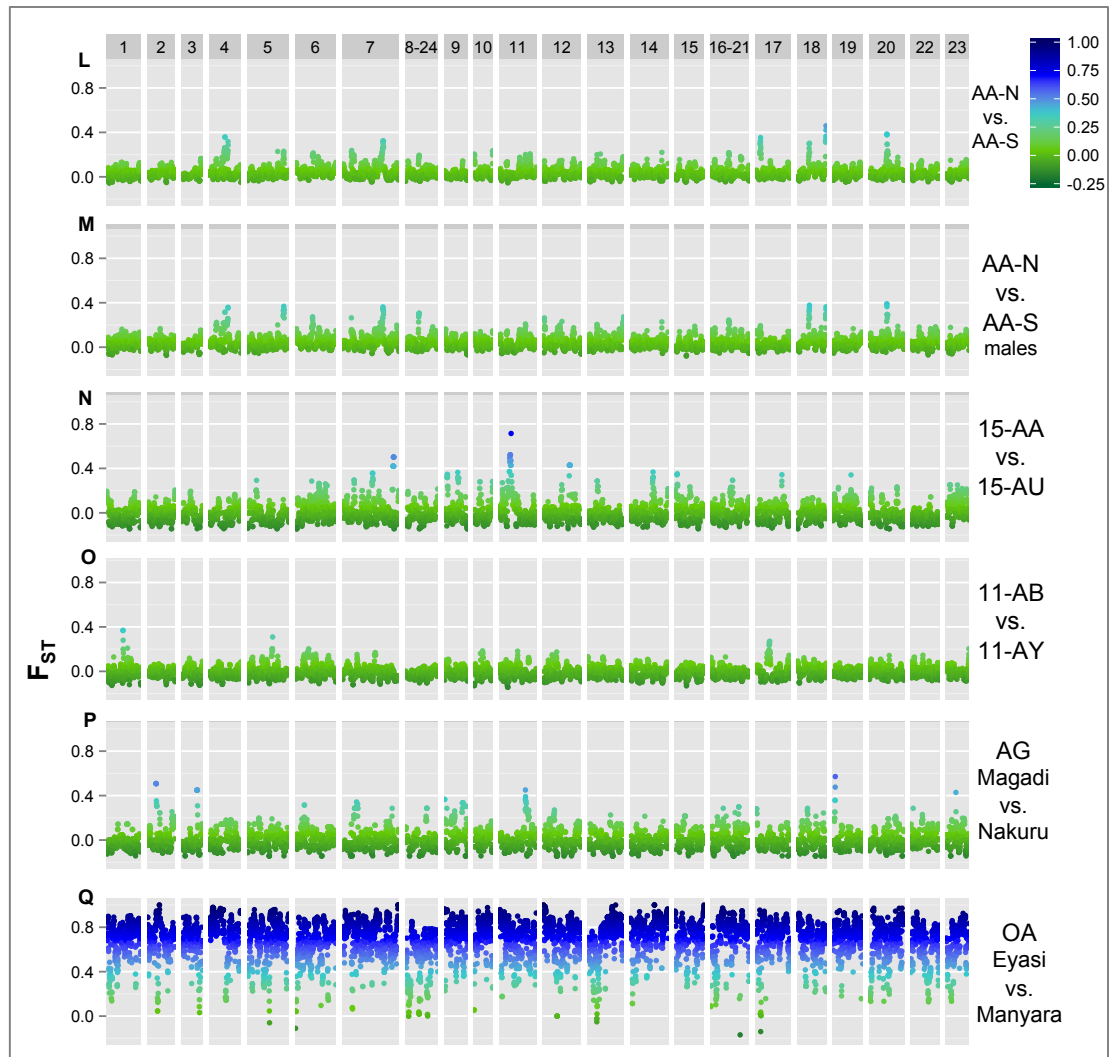 1 2 3 4 5 6 7 8-24 9 10 11 12 13 14 15 16-21 17 18 19 20 22 23
L
0.8
0.4
0.0
AA-N
vs.
AA-S
1.00
0.75
0.50
0.25
0.00
-0.25
M
0.8
0.4
0.0
AA-N
vs.
AA-S
males
N
0.8
0.4
0.0
15-AA
vs.
15-AU
O
0.8
0.4
0.0
11-AB
vs.
11-AY
FST
P
0.8
0.4
0.0
AG
Magadi
vs.
Nakuru
Q
0.8
0.4
0.0
OA
Eyasi
vs.
Manyara